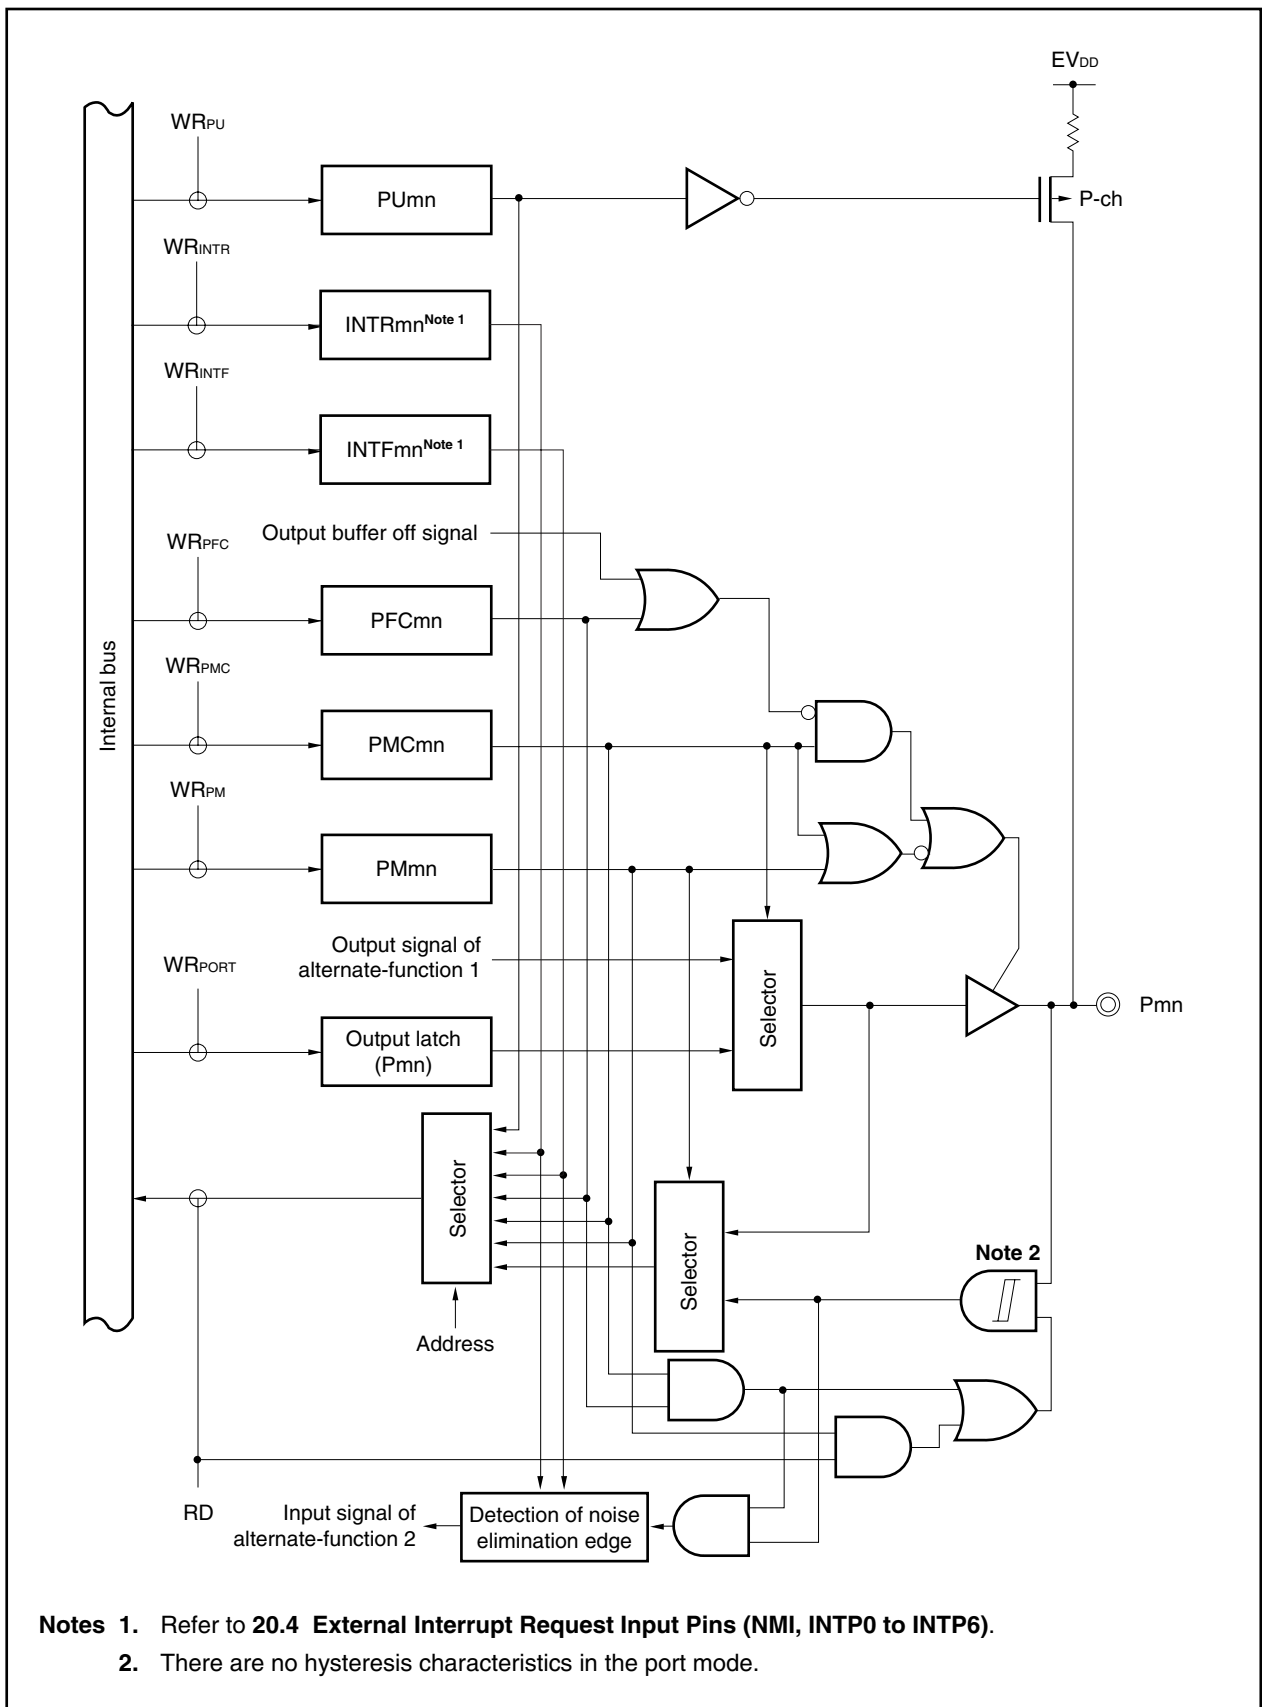 EVDD
WRPU
PUmn
P-ch
WRINTR
INTRmnNote 1
WRINTF
INTFmnNote 1
Output buffer off signal
WRPFC
PFCmn
Internal bus
WRPMC
PMCmn
WRPM
PMmn
Output signal of
alternate-function 1
WRPORT
Selector
Pmn
Output latch
(Pmn)
Selector
Selector
Note 2
Address
RD
Input signal of
alternate-function 2
Detection of noise
elimination edge
Notes 1. Refer to 20.4 External Interrupt Request Input Pins (NMI, INTP0 to INTP6).
2. There are no hysteresis characteristics in the port mode.